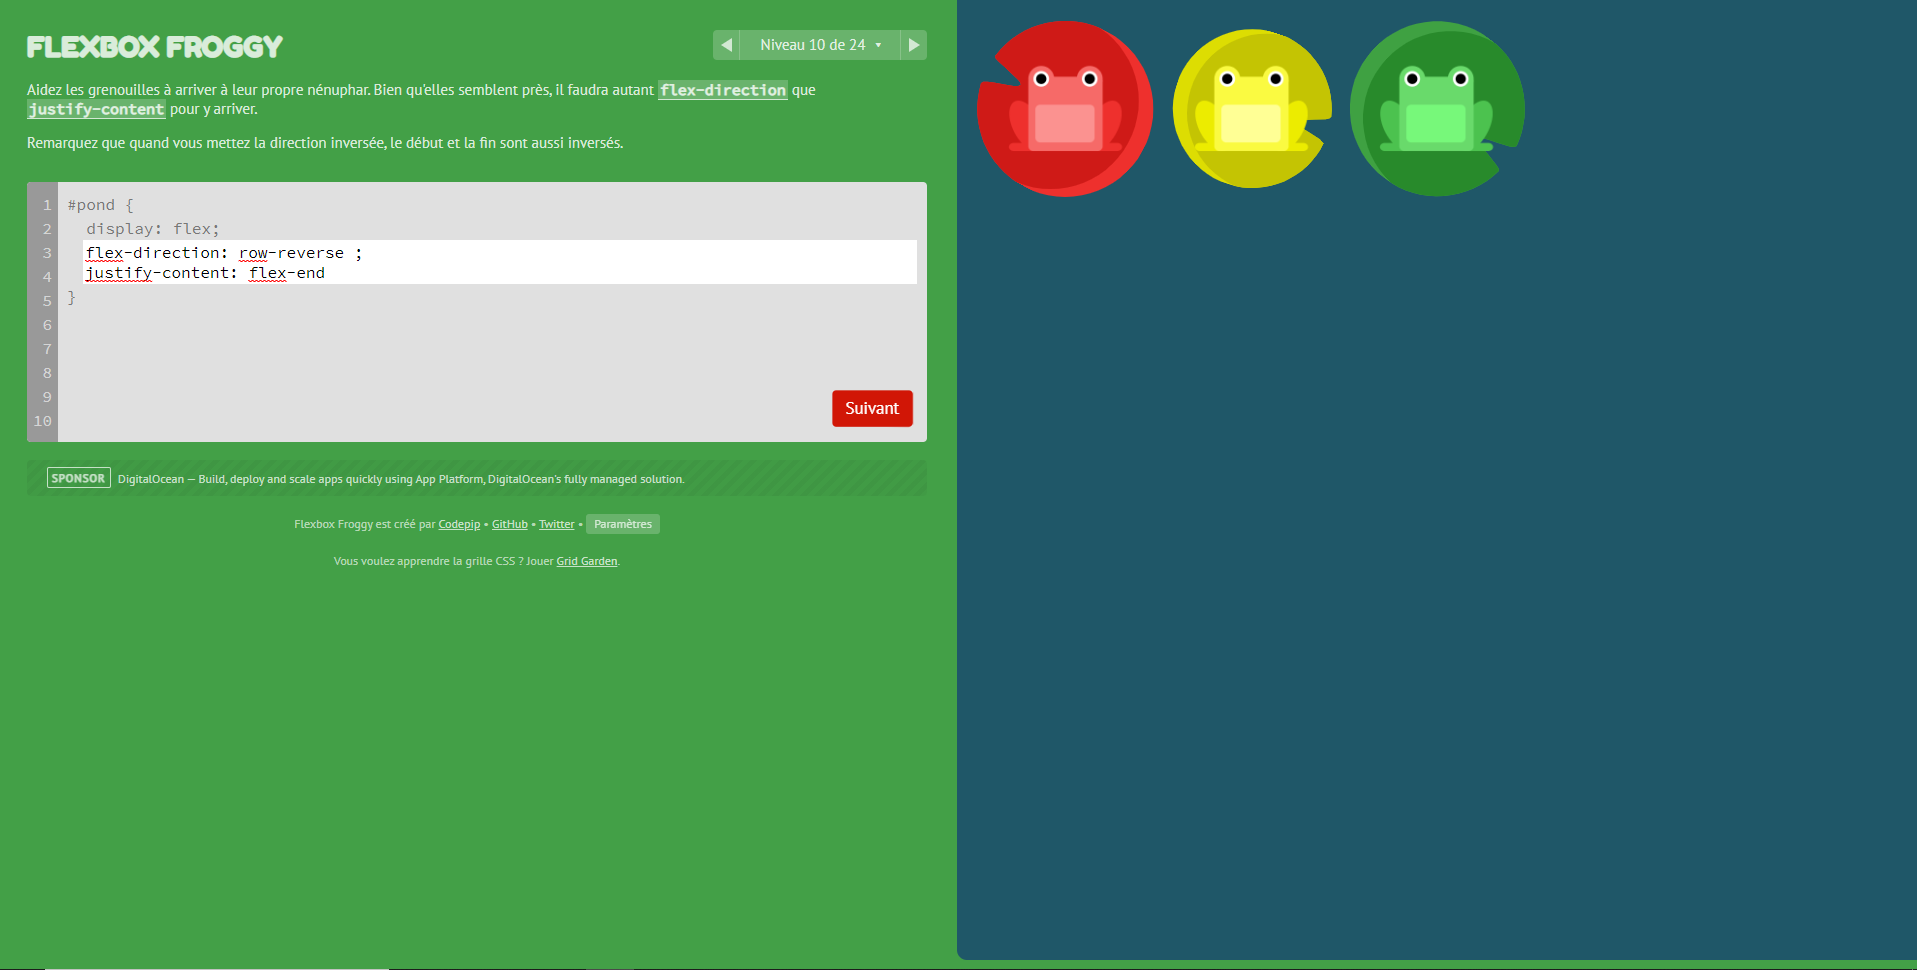 FLEXBOX FROGGY
Niveau 10 de 24
Aidez les grenouilles à arriver à leur propre nénuphar. Bien qu'elles semblent près, il faudra autant flex-direction que
justify-content pour y arriver.
Remarquez que quand vous mettez la direction inversée, le début et la fin sont aussi inversés.
1 #pond {
2 display: flex;
3 flex-direction: row-reverse ;
4 justify-content: flex-end
5 }
6
7
8
9
10
Suivant
SPONSOR DigitalOcean — Build, deploy and scale apps quickly using App Platform, DigitalOcean's fully managed solution.
Flexbox Froggy est créé par Codepip • GitHub • Twitter • Paramètres
Vous voulez apprendre la grille CSS ? Jouer Grid Garden.